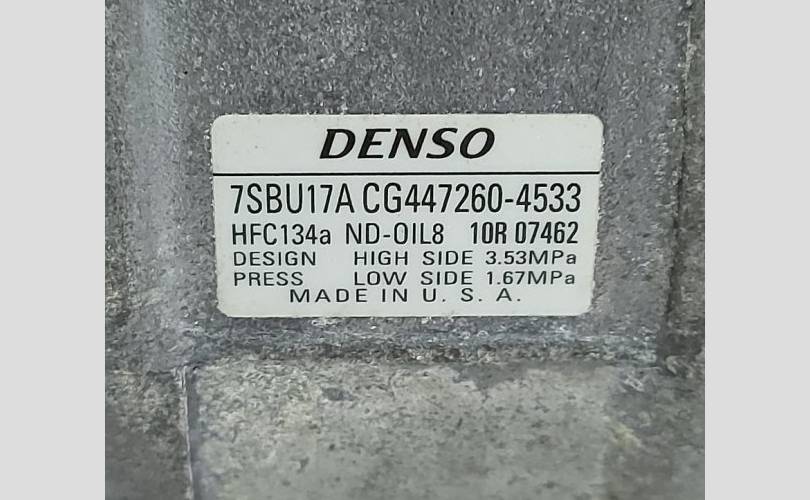 DENSO
7SBU17A CG447260-4533
HFC134a ND-OIL8 10R 07462
DESIGN HIGH SIDE 3.53MPa
PRESS LOW SIDE 1.67MPa
MADE IN U. S. A.